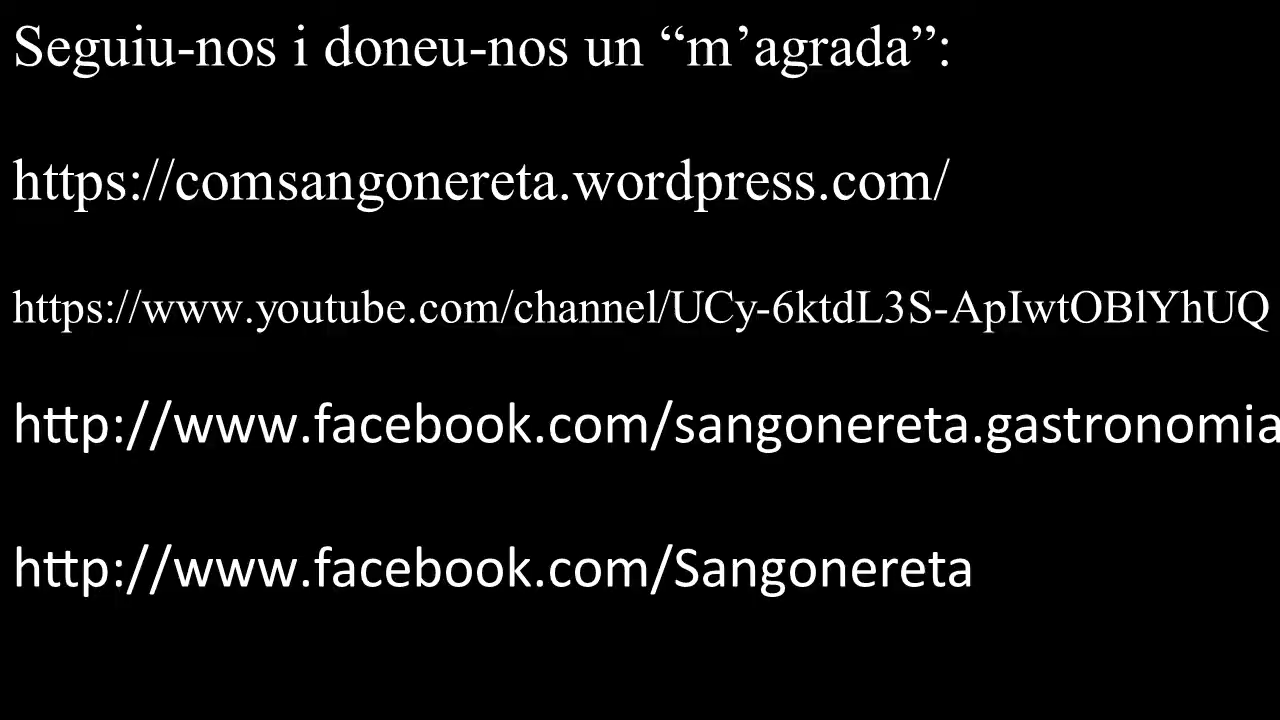 Seguiu-nos i doneu-nos un “m’agrada”:
https://comsangonereta.wordpress.com/
https://www.youtube.com/channel/UCy-6ktdL3S-ApIwtOBlYhUQ
http://www.facebook.com/sangonereta.gastronomia
http://www.facebook.com/Sangonereta